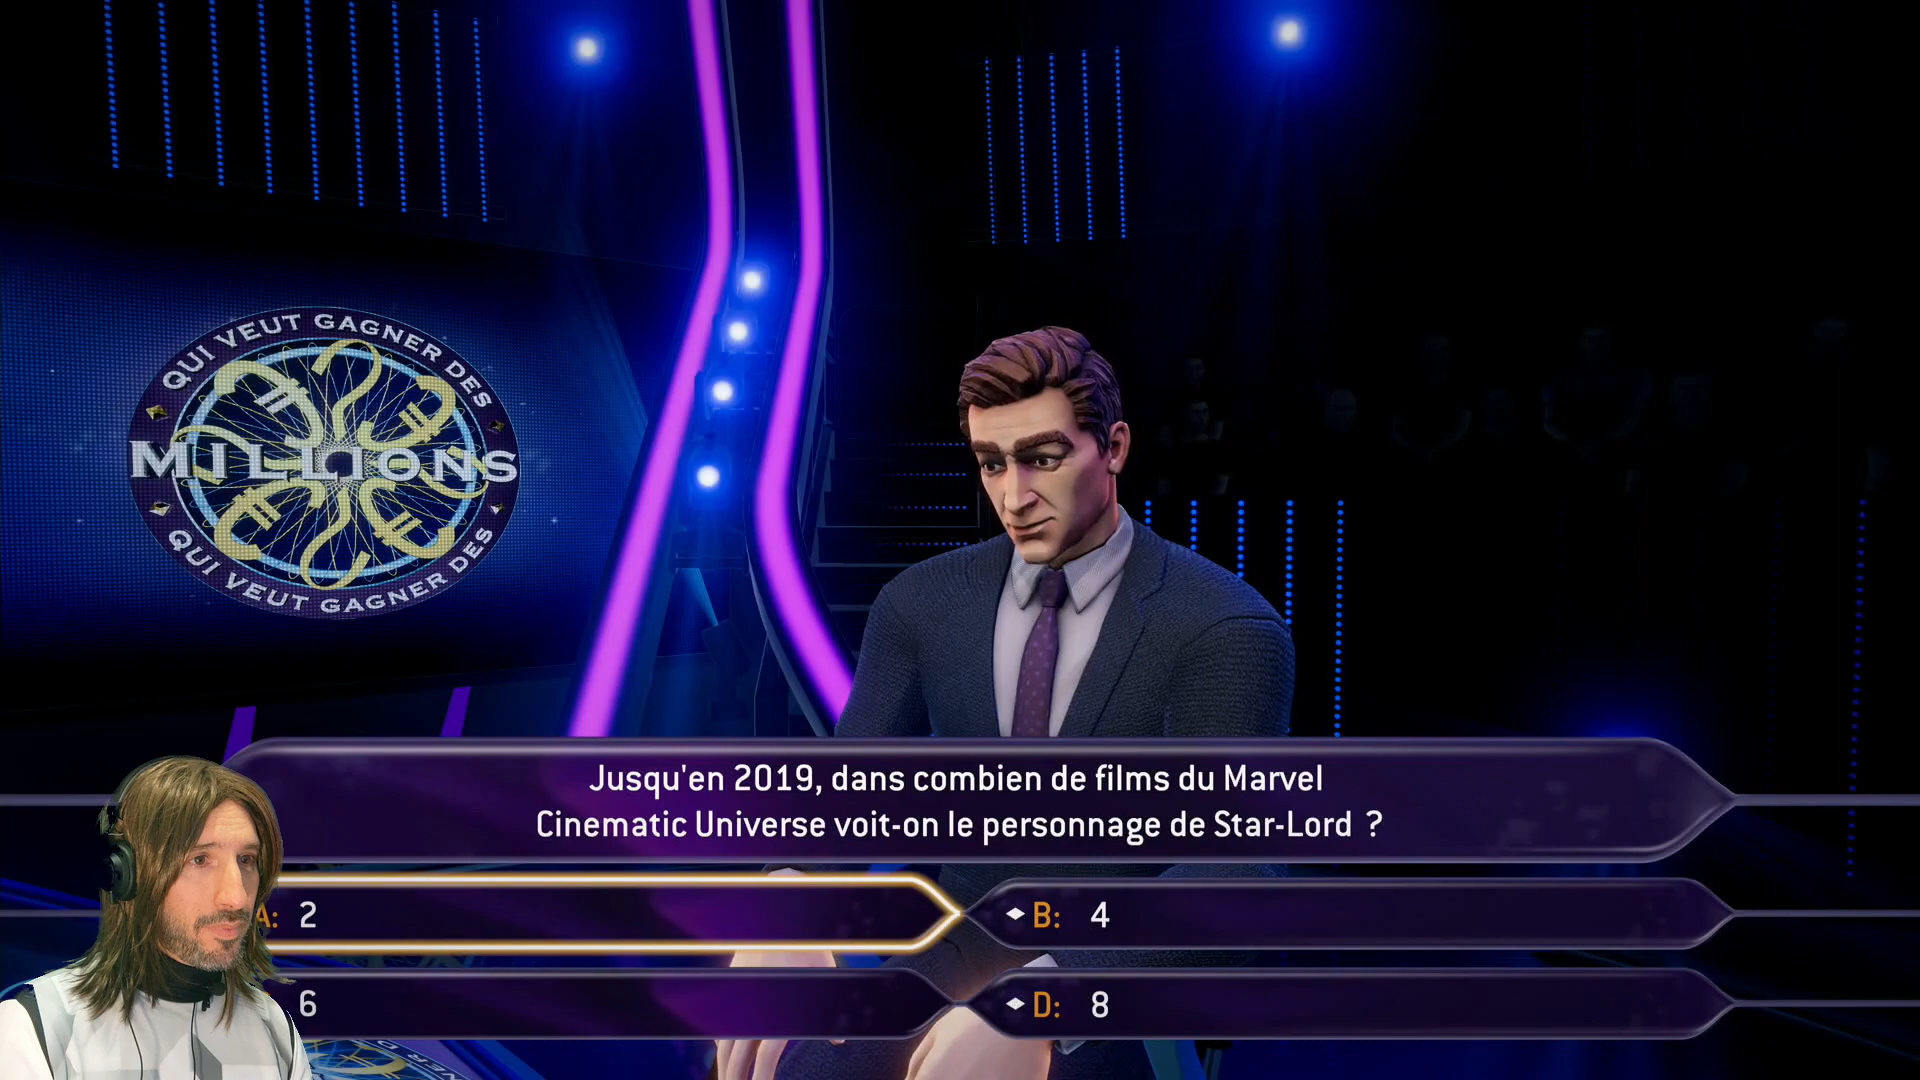 QUI VEUT GAGNER DES
MILLIONS
QUI VEUT GAGNER DES
Jusqu'en 2019, dans combien de films du Marvel
Cinematic Universe voit-on le personnage de Star-Lord ?
A: 2
B: 4
6
D: 8